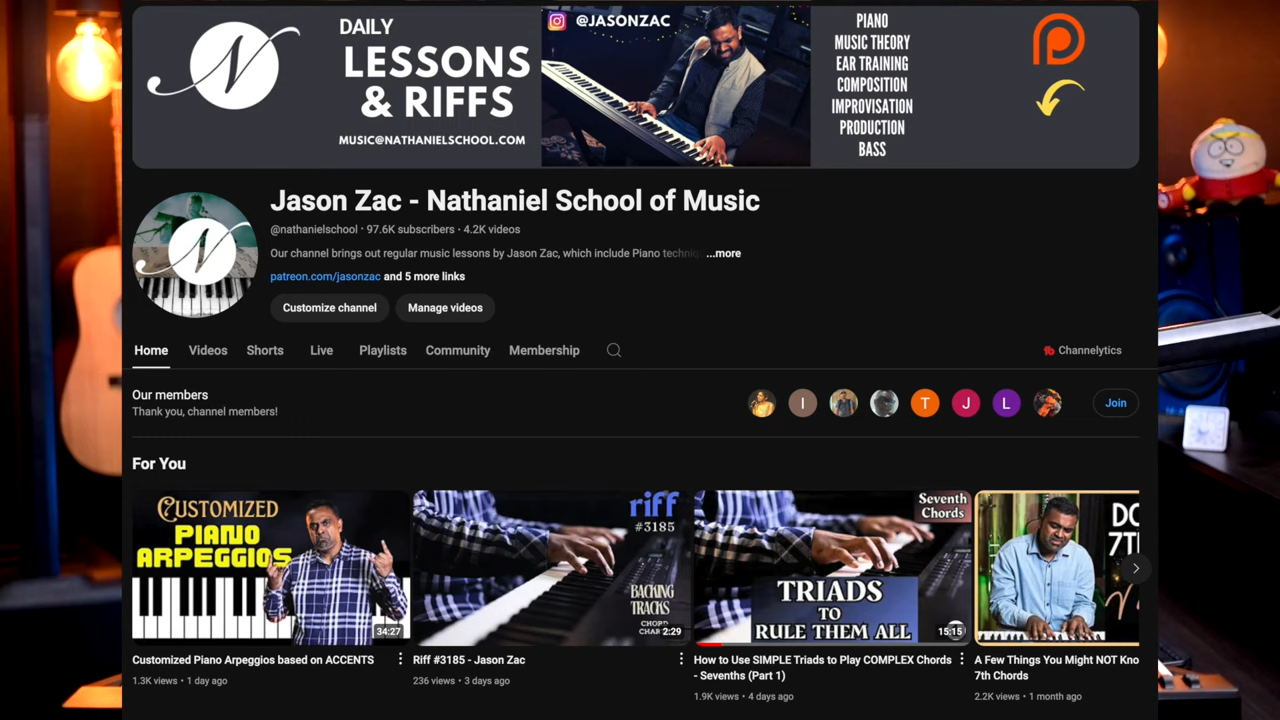 DAILY
LESSONS
& RIFFS
MUSIC@NATHANIELSCHOOL.COM
@JASONZAC
PIANO
MUSIC THEORY
EAR TRAINING
COMPOSITION
IMPROVISATION
PRODUCTION
BASS
Jason Zac - Nathaniel School of Music
@nathanielschool • 97.6K subscribers • 4.2K videos
Our channel brings out regular music lessons by Jason Zac, which include Piano techniq ...more
patreon.com/jasonzac and 5 more links
Customize channel Manage videos
Home Videos Shorts Live Playlists Community Membership Channelytics
Our members
Thank you, channel members!
I T J L
Join
For You
CUSTOMIZED
PIANO
ARPEGGIOS
34:27
riff
#3185
BACKING
TRACKS
CHORD
CHAR
2:29
Seventh
Chords
TRIADS
TO
RULE THEM ALL
15:15
DO
7T
Customized Piano Arpeggios based on ACCENTS
1.3K views • 1 day ago
Riff #3185 - Jason Zac
236 views • 3 days ago
How to Use SIMPLE Triads to Play COMPLEX Chords
- Sevenths (Part 1)
1.9K views • 4 days ago
A Few Things You Might NOT Kno
7th Chords
2.2K views • 1 month ago